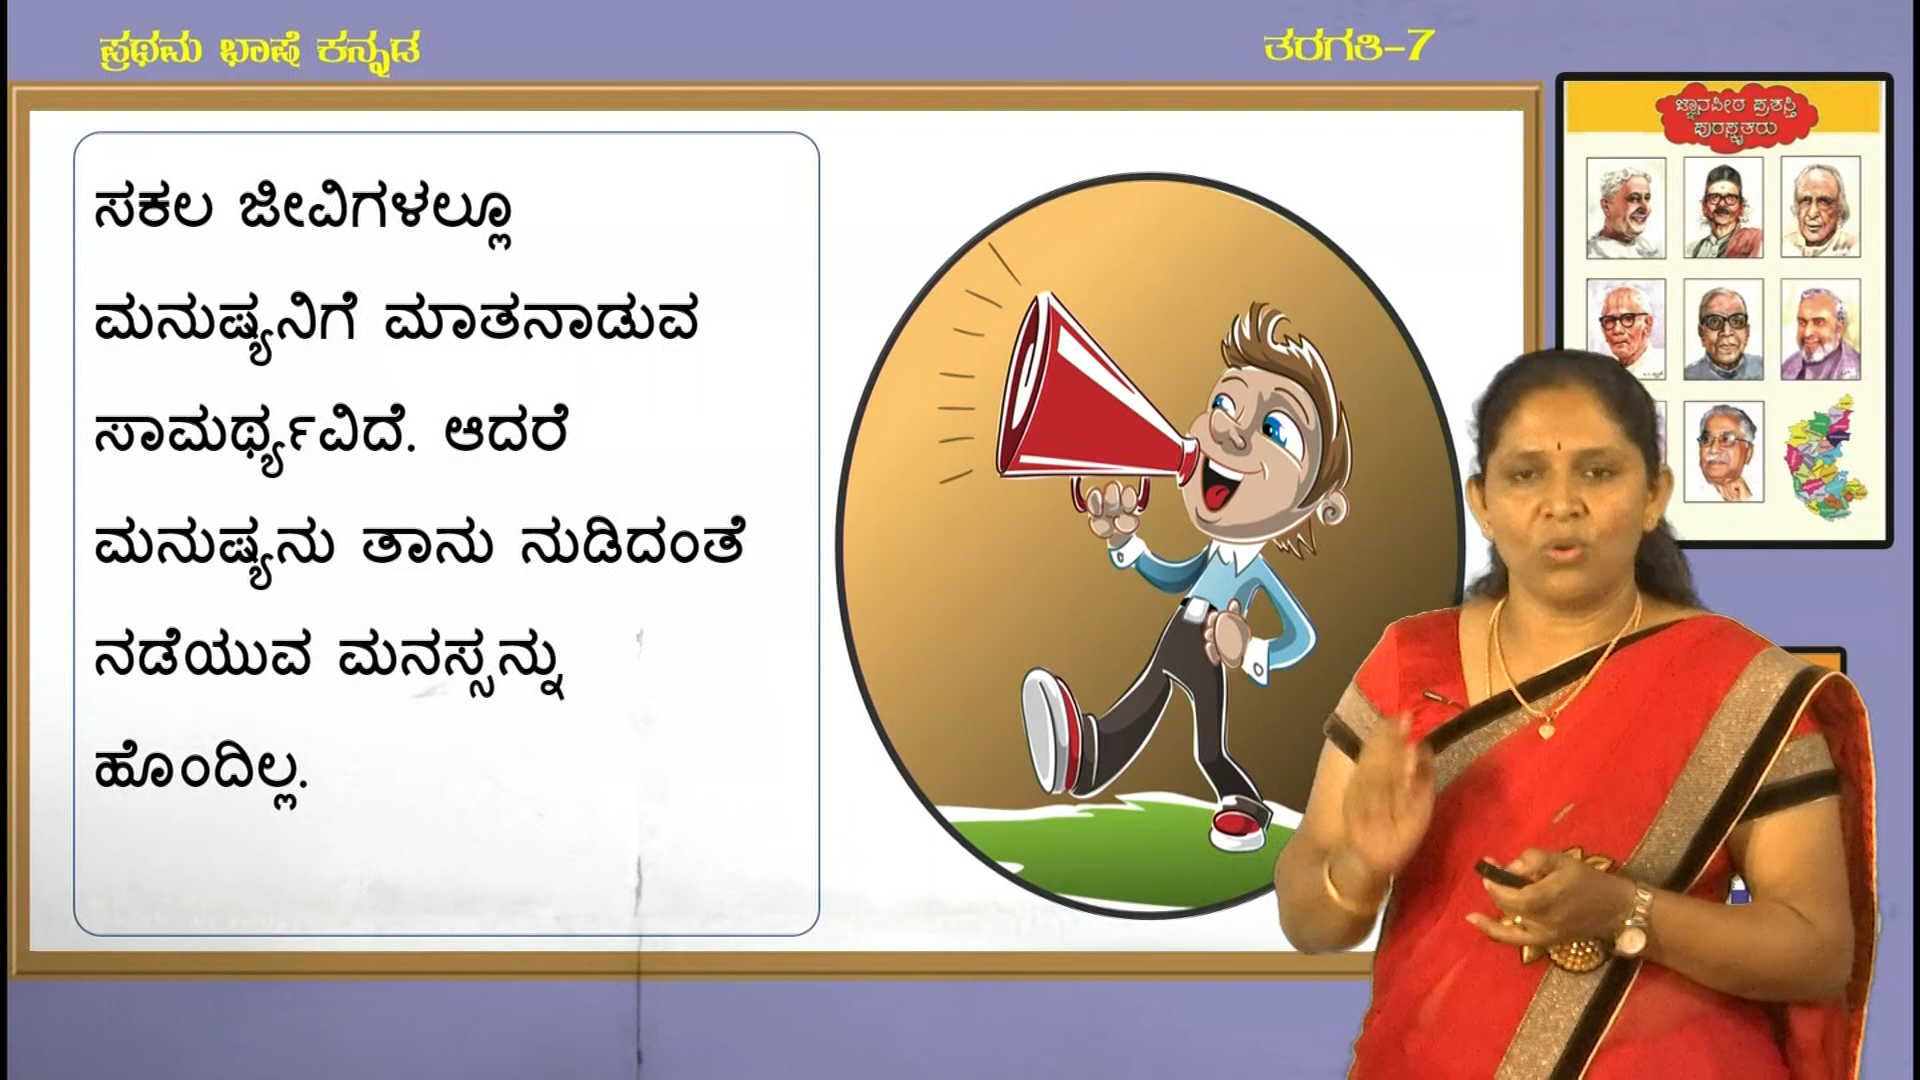 ಪ್ರಥಮ ಭಾಷೆ ಕನ್ನಡ
ತರಗತಿ-7
ಜ್ಞಾನಪೀಠ ಪ್ರಶಸ್ತಿ
ಪುರಸ್ಕೃತರು
ಸಕಲ ಜೀವಿಗಳಲ್ಲೂ
ಮನುಷ್ಯನಿಗೆ ಮಾತನಾಡುವ
ಸಾಮರ್ಥ್ಯವಿದೆ. ಆದರೆ
ಮನುಷ್ಯನು ತಾನು ನುಡಿದಂತೆ
ನಡೆಯುವ ಮನಸ್ಸನ್ನು
ಹೊಂದಿಲ್ಲ.